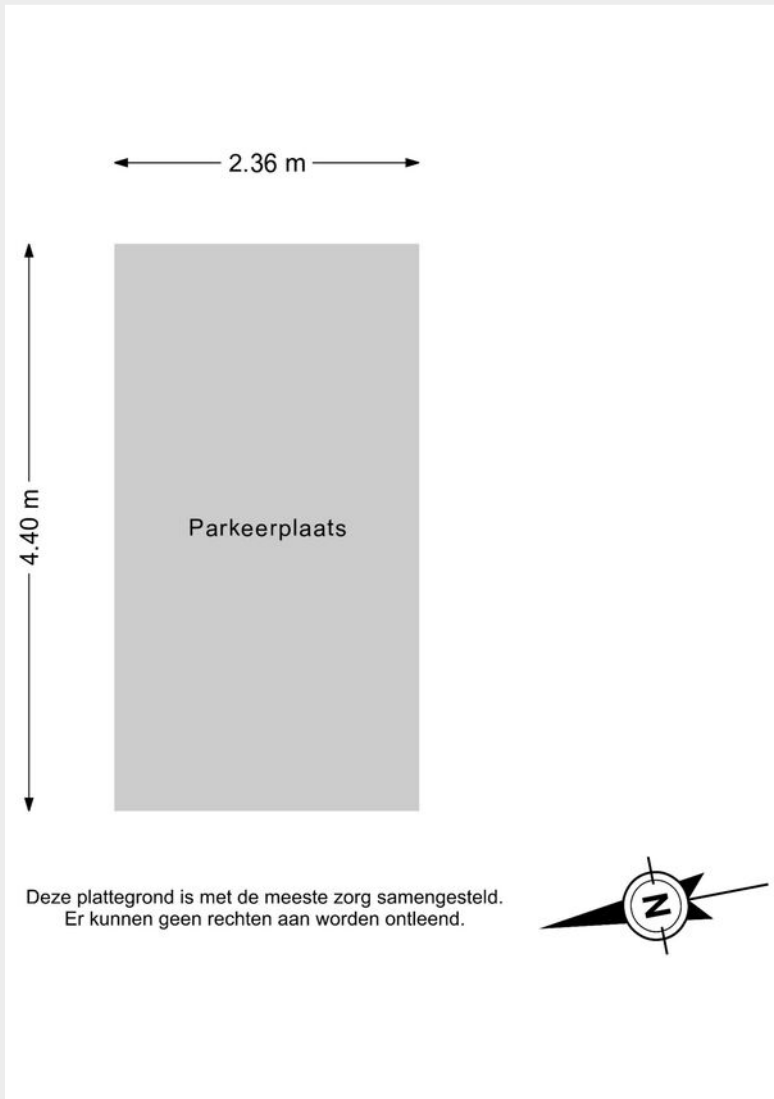 2.36 m
4.40 m
Parkeerplaats
Deze plattegrond is met de meeste zorg samengesteld.
Er kunnen geen rechten aan worden ontleend.
N